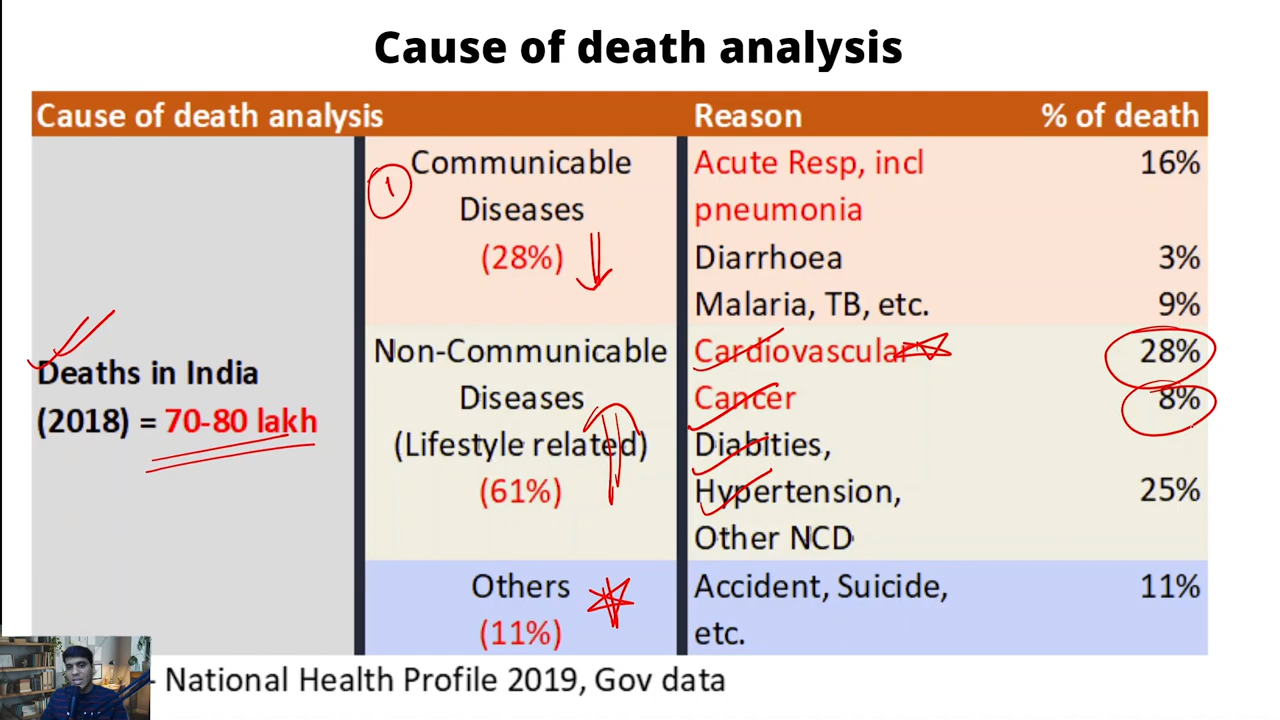 Cause of death analysis
Cause of death analysis Reason % of death
Deaths in India
(2018) = 70-80 lakh
1
Communicable
Diseases
(28%)
Acute Resp, incl 16%
pneumonia
Diarrhoea 3%
Malaria, TB, etc. 9%
Non-Communicable
Diseases
(Lifestyle related)
(61%)
Cardiovascular 28%
Cancer 8%
Diabities,
Hypertension, 25%
Other NCD
Others
(11%)
Accident, Suicide, 11%
etc.
- National Health Profile 2019, Gov data